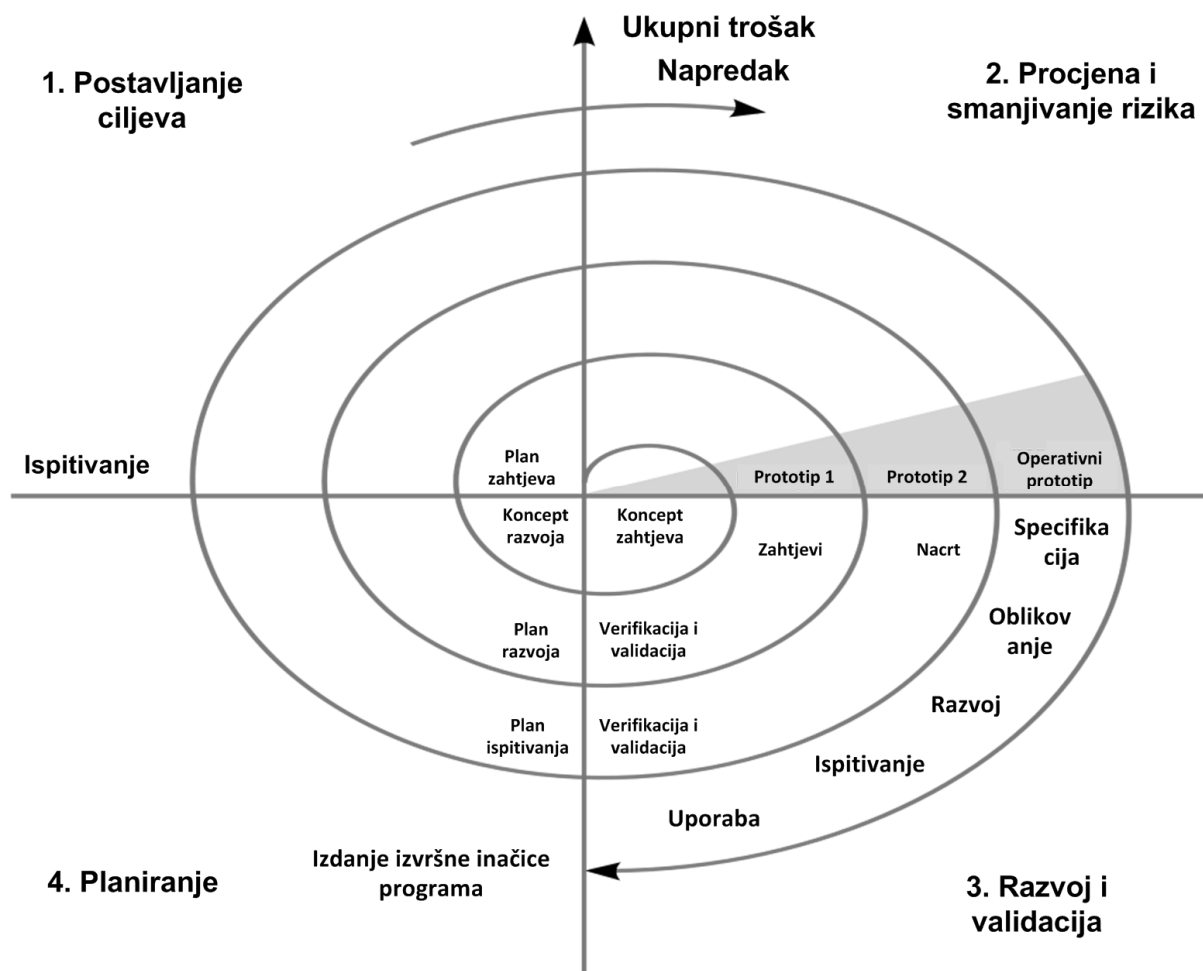 Ukupni trošak
Napredak
1. Postavljanje
ciljeva
2. Procjena i
smanjivanje rizika
Ispitivanje
Plan
zahtjeva
Prototip 1
Prototip 2
Operativni
prototip
Koncept
razvoja
Koncept
zahtjeva
Zahtjevi
Nacrt
Specifika
cija
Oblikov
anje
Plan
razvoja
Verifikacija i
validacija
Razvoj
Plan
ispitivanja
Verifikacija i
validacija
Ispitivanje
Uporaba
Izdanje izvršne inačice
programa
4. Planiranje
3. Razvoj i
validacija